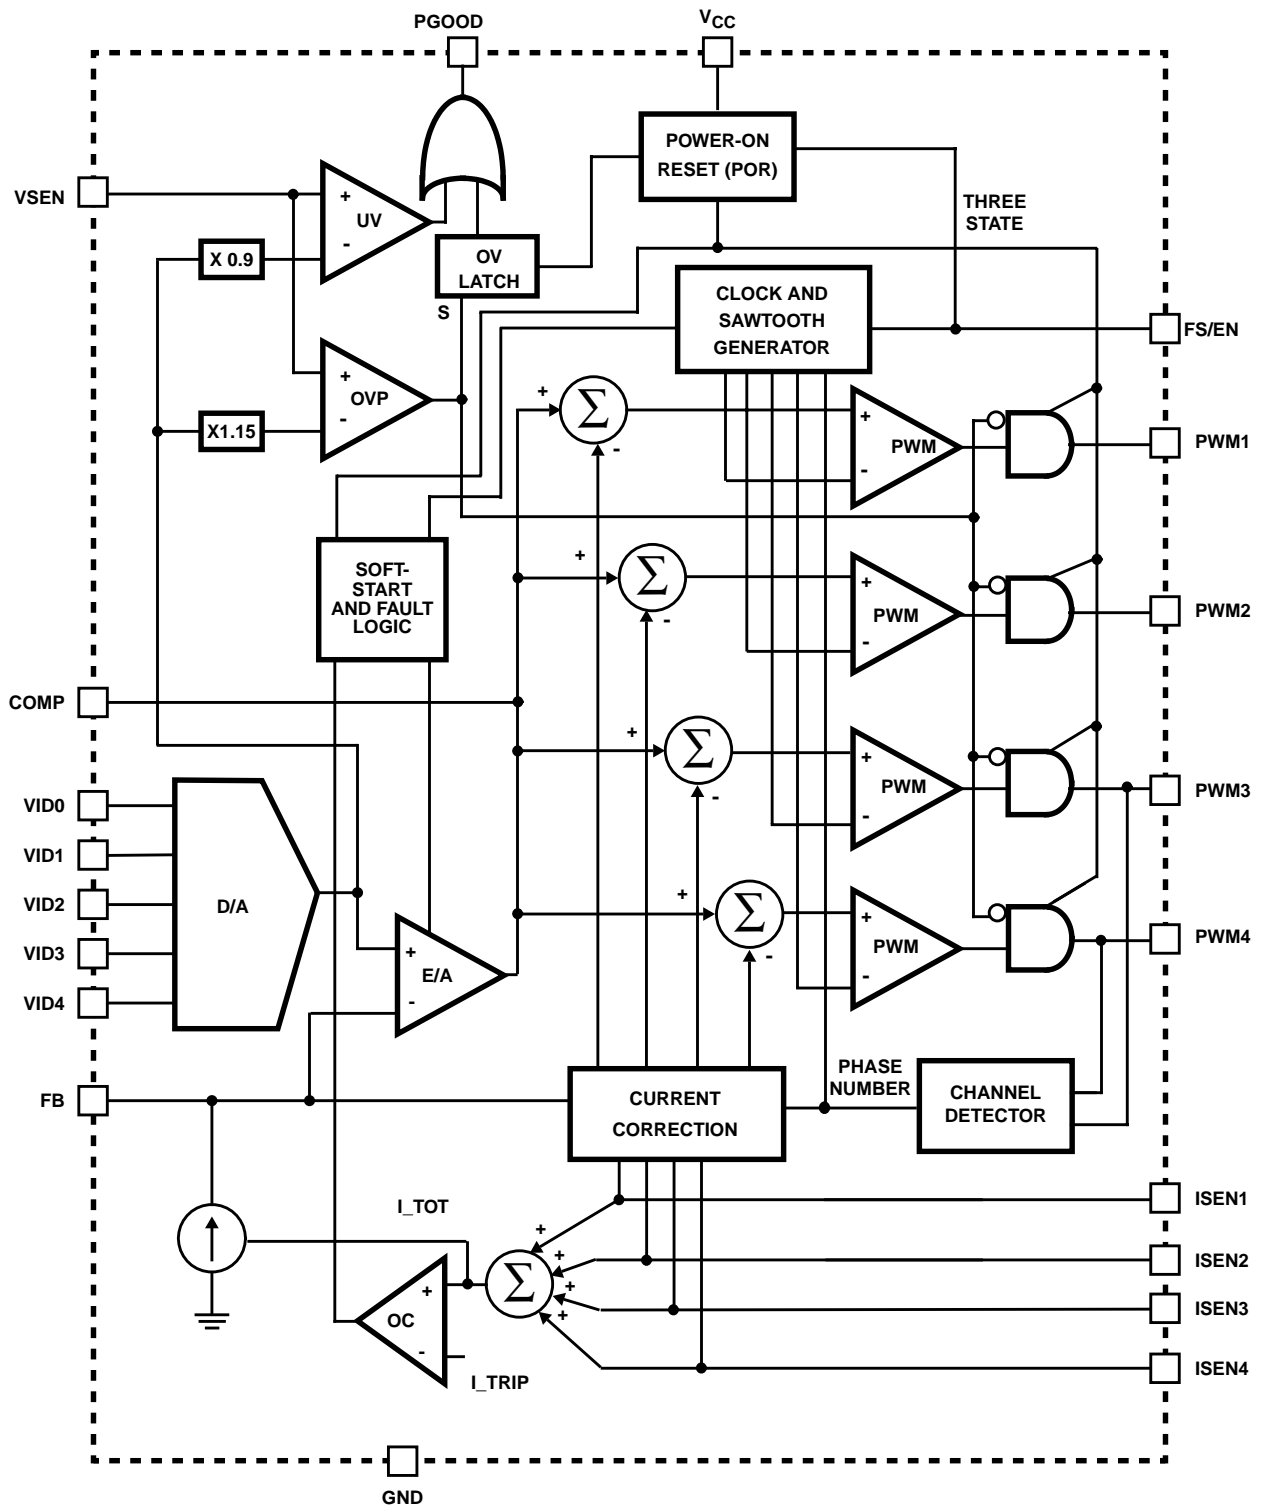 PGOOD
VCC
POWER-ON
RESET (POR)
VSEN
+
UV
-
THREE
STATE
X 0.9
OV
LATCH
S
CLOCK AND
SAWTOOTH
GENERATOR
FS/EN
+
OVP
-
X1.15
+
Σ
-
+
PWM
-
PWM1
SOFT-
START
AND FAULT
LOGIC
+
Σ
-
+
PWM
-
PWM2
COMP
+
Σ
-
+
PWM
-
PWM3
VID0
VID1
VID2
VID3
VID4
D/A
+
E/A
-
+
Σ
-
+
PWM
-
PWM4
FB
CURRENT
CORRECTION
PHASE
NUMBER
CHANNEL
DETECTOR
I_TOT
ISEN1
+
+
+
+
Σ
ISEN2
ISEN3
+
OC
-
I_TRIP
ISEN4
GND